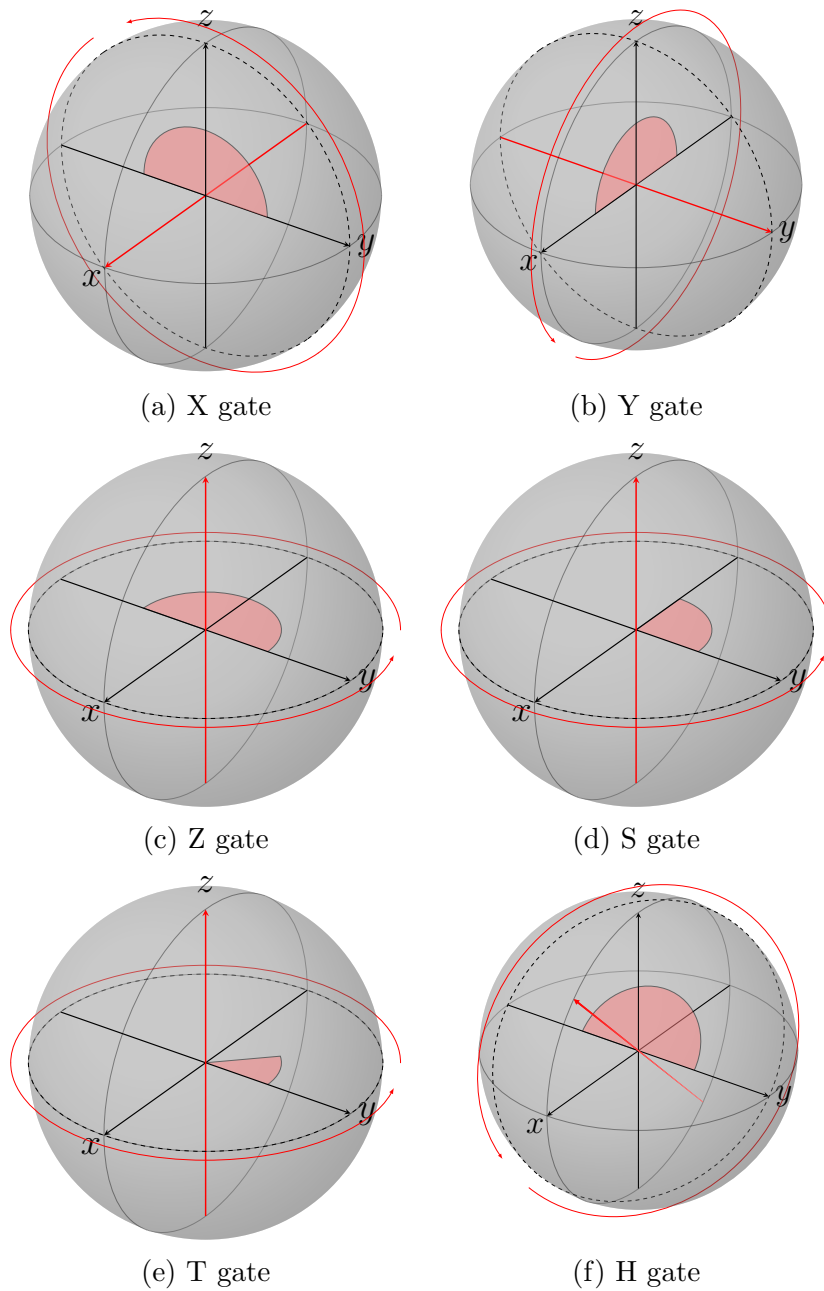 z
x
y
(a) X gate
z
x
y
(b) Y gate
z
x
y
(c) Z gate
z
x
y
(d) S gate
z
x
y
(e) T gate
z
x
y
(f) H gate